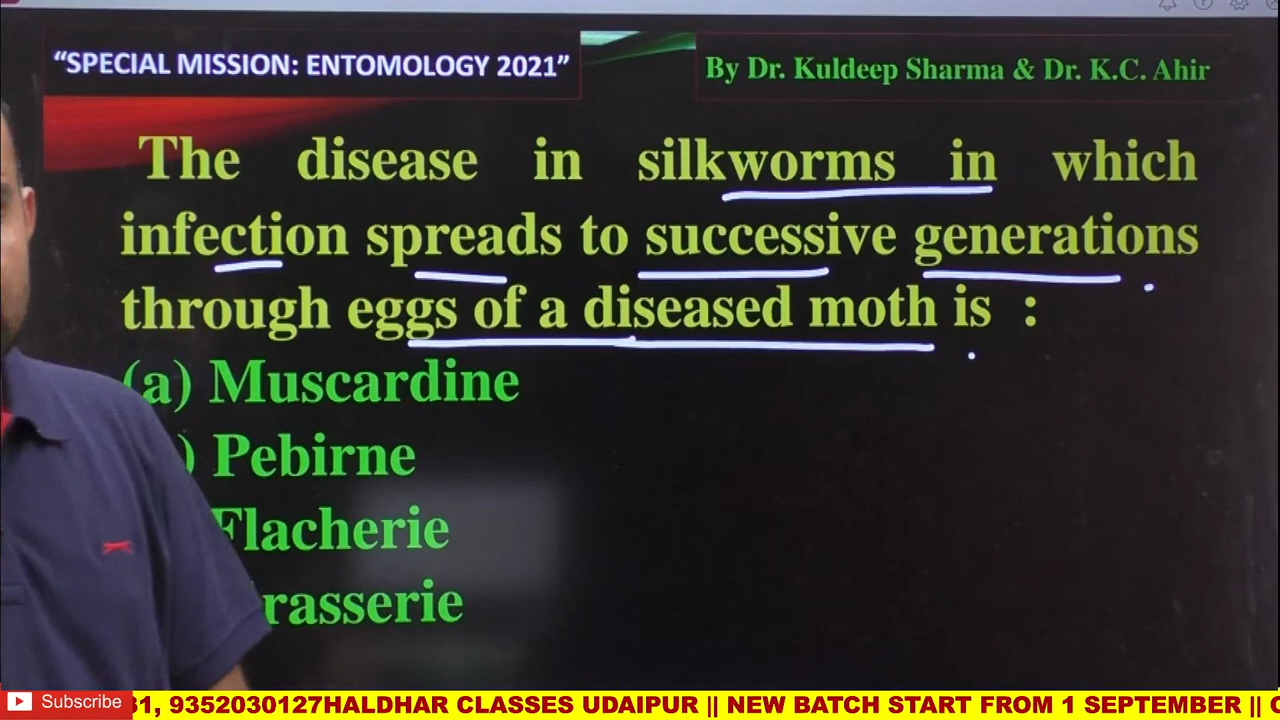 “SPECIAL MISSION: ENTOMOLOGY 2021”
By Dr. Kuldeep Sharma & Dr. K.C. Ahir
The disease in silkworms in which
infection spreads to successive generations
through eggs of a diseased moth is :
(a) Muscardine
) Pebirne
Flacherie
rasserie
Subscribe
31, 9352030127HALDHAR CLASSES UDAIPUR || NEW BATCH START FROM 1 SEPTEMBER ||